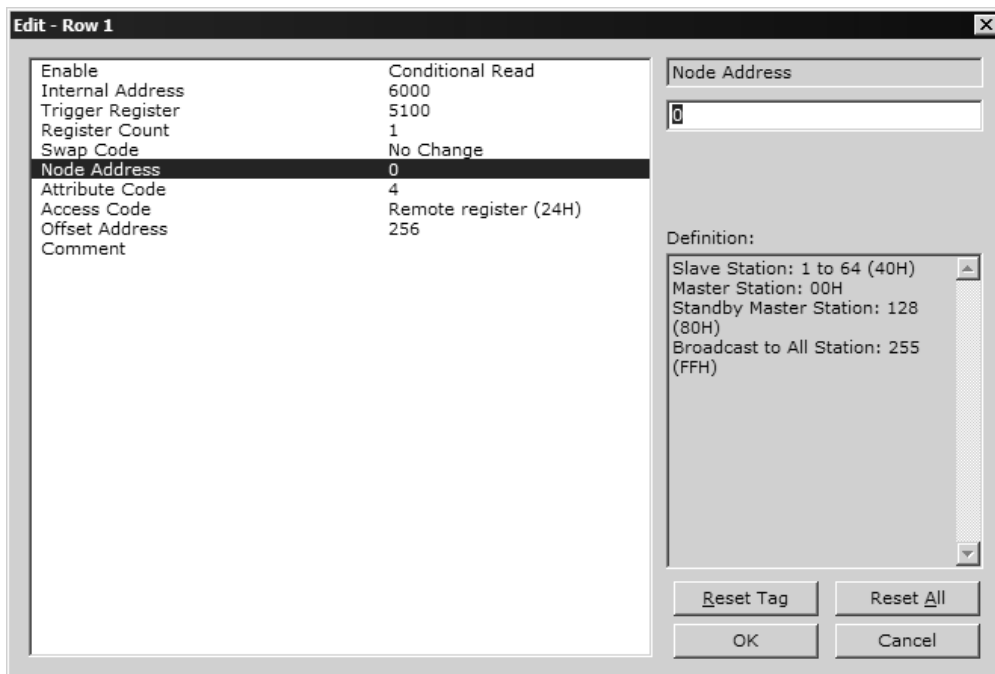 Edit - Row 1
Enable Conditional Read
Internal Address 6000
Trigger Register 5100
Register Count 1
Swap Code No Change
Node Address 0
Attribute Code 4
Access Code Remote register (24H)
Offset Address 256
Comment
Node Address
0
Definition:
Slave Station: 1 to 64 (40H)
Master Station: 00H
Standby Master Station: 128
(80H)
Broadcast to All Station: 255
(FFH)
Reset Tag Reset All
OK Cancel